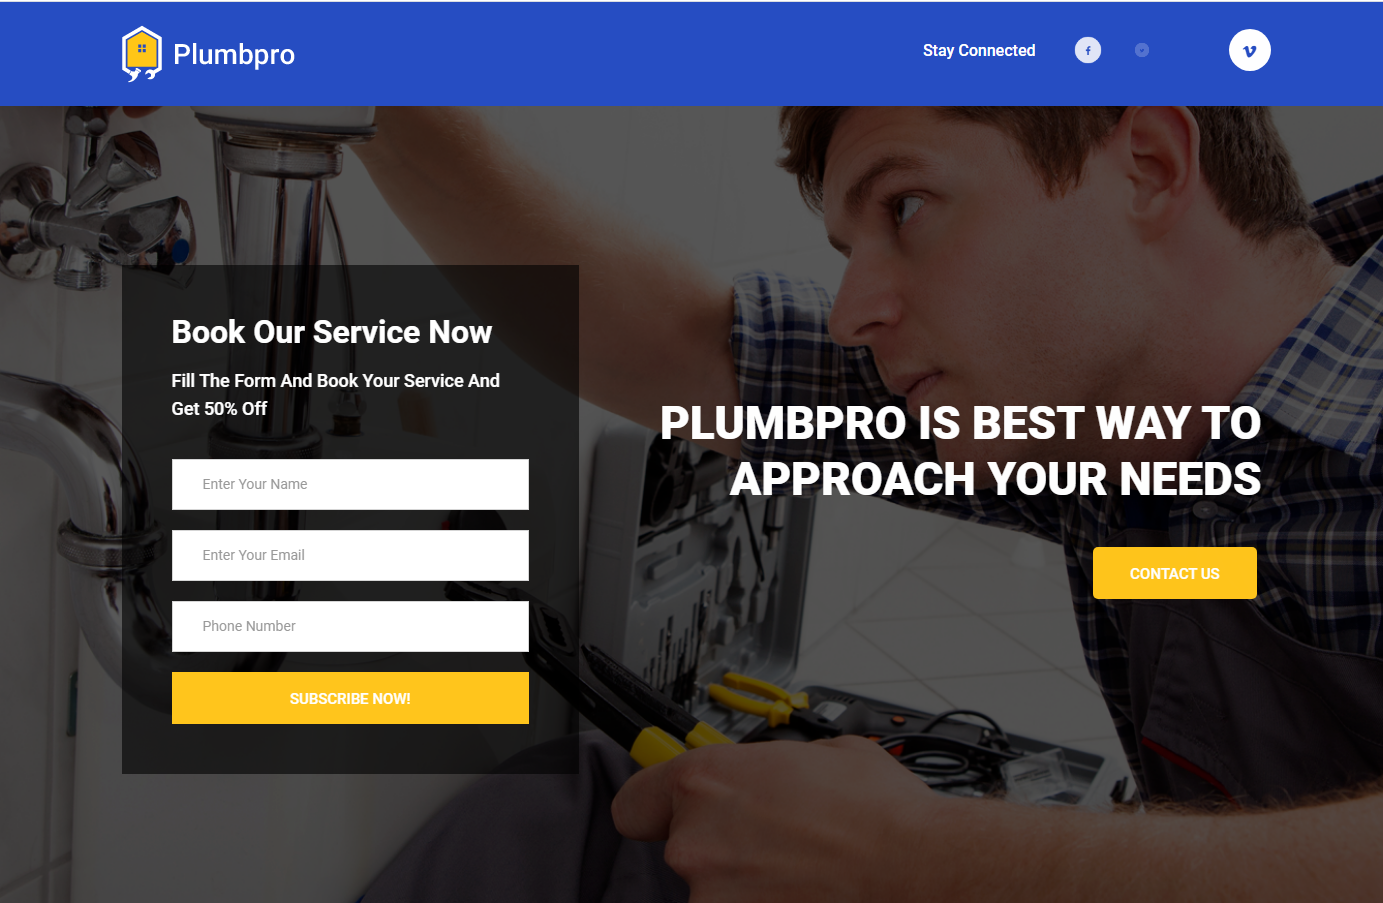 Plumbpro
Stay Connected
Book Our Service Now
Fill The Form And Book Your Service And
Get 50% Off
Enter Your Name
Enter Your Email
Phone Number
SUBSCRIBE NOW!
PLUMBPRO IS BEST WAY TO
APPROACH YOUR NEEDS
CONTACT US